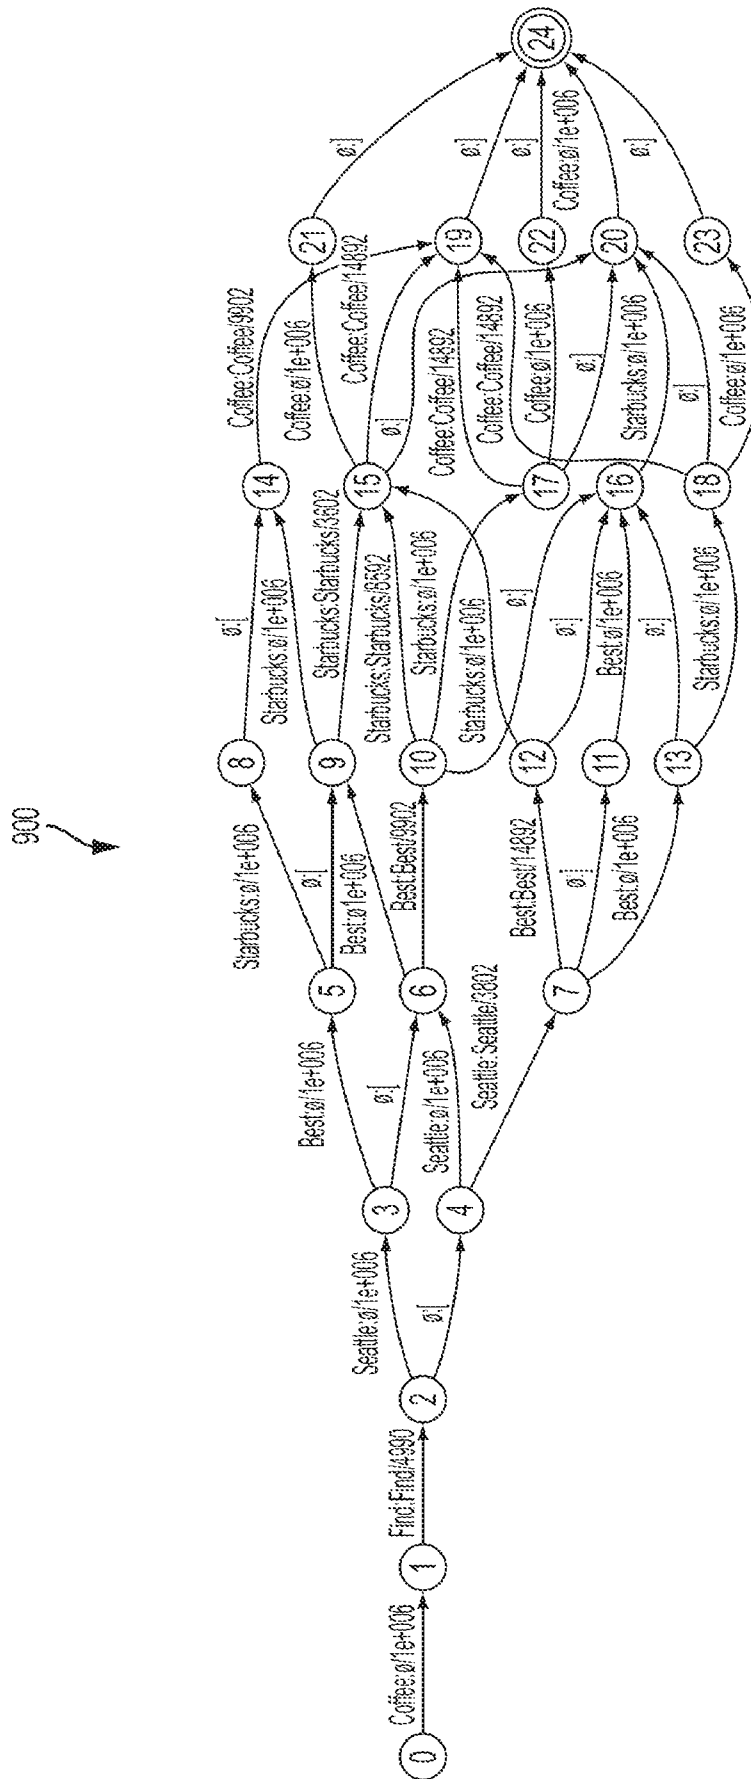 900
0
Coffee:ø/1e+006
1
Find:Find/4990
2
Seattle:ø/1e+006
ø:[
3
4
Best:ø/1e+006
ø:[
Seattle:ø/1e+006
Seattle:Seattle/3802
5
6
7
Starbucks:ø/1e+006
ø:[
Best:ø1e+006
Best:Best/9902
Best:Best/14892
ø:]
Best:ø/1e+006
8
9
10
12
11
13
ø:[
Starbucks:ø/1e+006
Starbucks:Starbucks/3602
Starbucks:Starbucks/8692
Starbucks:ø/1e+006
Starbucks:ø/1e+006
ø:]
ø:]
Best:ø/1e+006
ø:]
Starbucks:ø/1e+006
14
15
17
16
18
Coffee:Coffee/9802
Coffee:ø/1e+006
Coffee:Coffee/14892
ø:]
Coffee:Coffee/14892
Coffee:Coffee/14892
Coffee:ø/1e+006
ø:]
Starbucks:ø/1e+006
ø:]
Coffee:ø/1e+006
21
19
22
20
23
ø:]
ø:]
ø:]
Coffee:ø/1e+006
ø:]
24